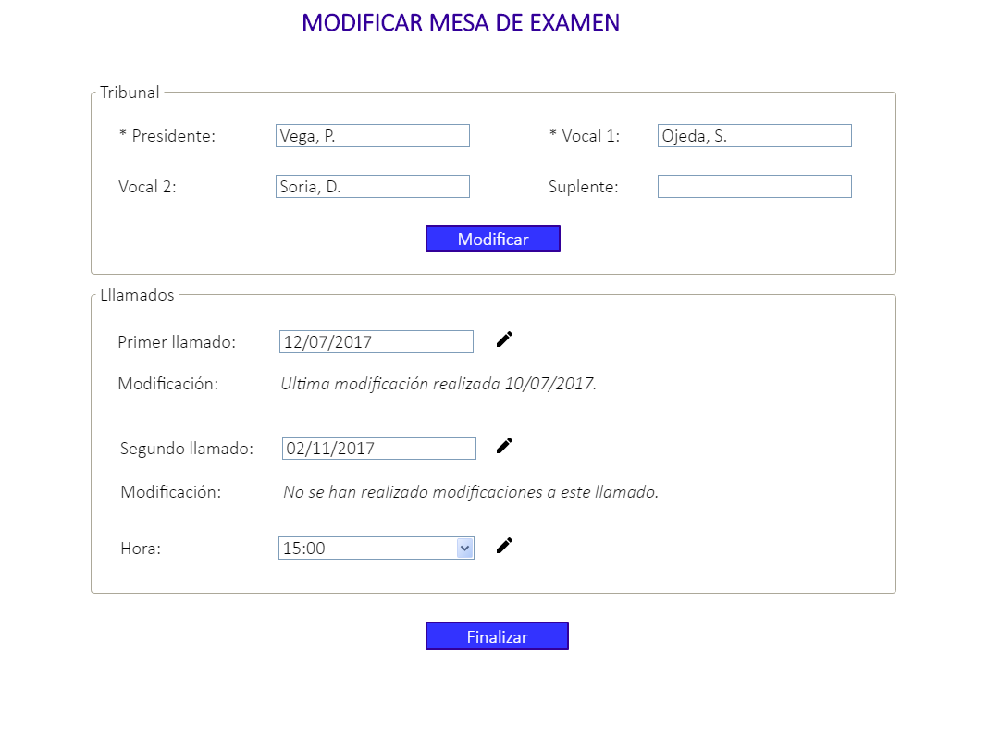 MODIFICAR MESA DE EXAMEN
Tribunal
* Presidente: Vega, P. * Vocal 1: Ojeda, S.
Vocal 2: Soria, D. Suplente:
Modificar
Lllamados
Primer llamado: 12/07/2017
Modificación: Ultima modificación realizada 10/07/2017.
Segundo llamado: 02/11/2017
Modificación: No se han realizado modificaciones a este llamado.
Hora: 15:00
Finalizar